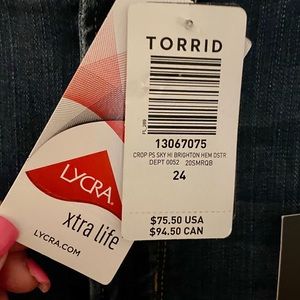 TORRID
13067075
CROP PS SKY HI BRIGHTON HEM DSTR
DEPT 0052 20SMRQB
24
$75.50 USA
$94.50 CAN
LYCRA.
xtra life
LYCRA.COM